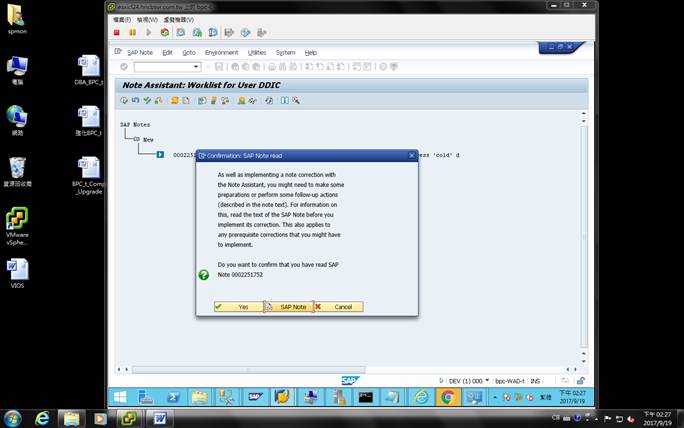 spmon
電腦
DBA_BPC_t
網路
強化BPC_t
資源回收筒
BPC_t_Comp
_Upgrade
VMware
vSphe...
VIOS
檔案(F) 檢視(W) 虛擬機器(V)
SAP Note Edit Goto Environment Utilities System Help
Note Assistant: Worklist for User DDIC
SAP Notes
New
ess 'cold' d
Confirmation: SAP Note read
As well as implementing a note correction with
the Note Assistant, you might need to make some
preparations or perform some follow-up actions
(described in the note text). For information on
this, read the text of the SAP Note before you
implement its correction. This also applies to
any prerequisite corrections that you might have
to implement.
Do you want to confirm that you have read SAP
Note 0002251752
Yes SAP Note Cancel
SAP
DEV (1) 000 bpc-WAD-t INS
SAP
繁體
下午 02:27
2017/9/19
CH
下午 02:27
2017/9/19